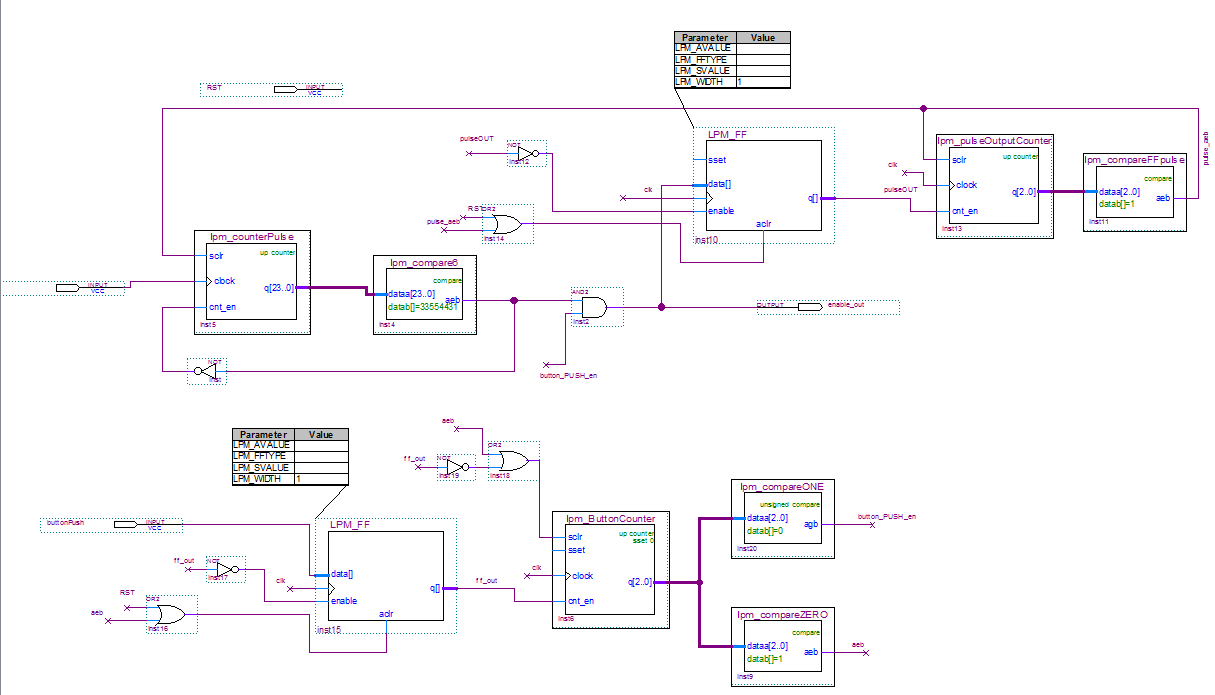 Parameter Value
LPM_AVALUE
LPM_FFTYPE
LPM_SVALUE
LPM_WIDTH 1
RST INPUT
VCC
pulseOUT
NOT
inst12
LPM_FF
sset
data[]
enable
q[]
aclr
inst10
clk
RST OR2
pulse_aeb
inst14
lpm_pulseOutputCounter
up counter
sclr
clock
cnt_en
q[2..0]
inst13
clk
pulseOUT
lpm_compareFFpulse
compare
dataa[2..0]
datab[]=1
aeb
inst11
pulse_aeb
lpm_counterPulse
up counter
sclr
clock
cnt_en
q[23..0]
inst5
INPUT
VCC
lpm_compare6
compare
dataa[23..0]
datab[]=33554431
aeb
inst4
AND2
inst2
button_PUSH_en
OUTPUT enable_out
NOT
inst
Parameter Value
LPM_AVALUE
LPM_FFTYPE
LPM_SVALUE
LPM_WIDTH 1
aeb
OR2
ff_out
NOT
inst19
inst18
buttonPush INPUT
VCC
LPM_FF
data[]
enable
q[]
aclr
inst15
ff_out
NOT
inst17
clk
RST
OR2
aeb
inst16
ff_out
lpm_ButtonCounter
up counter
sset 0
sclr
sset
clock
cnt_en
q[2..0]
inst6
clk
lpm_compareONE
unsigned compare
dataa[2..0]
datab[]=0
agb
inst20
button_PUSH_en
lpm_compareZERO
compare
dataa[2..0]
datab[]=1
aeb
inst9
aeb